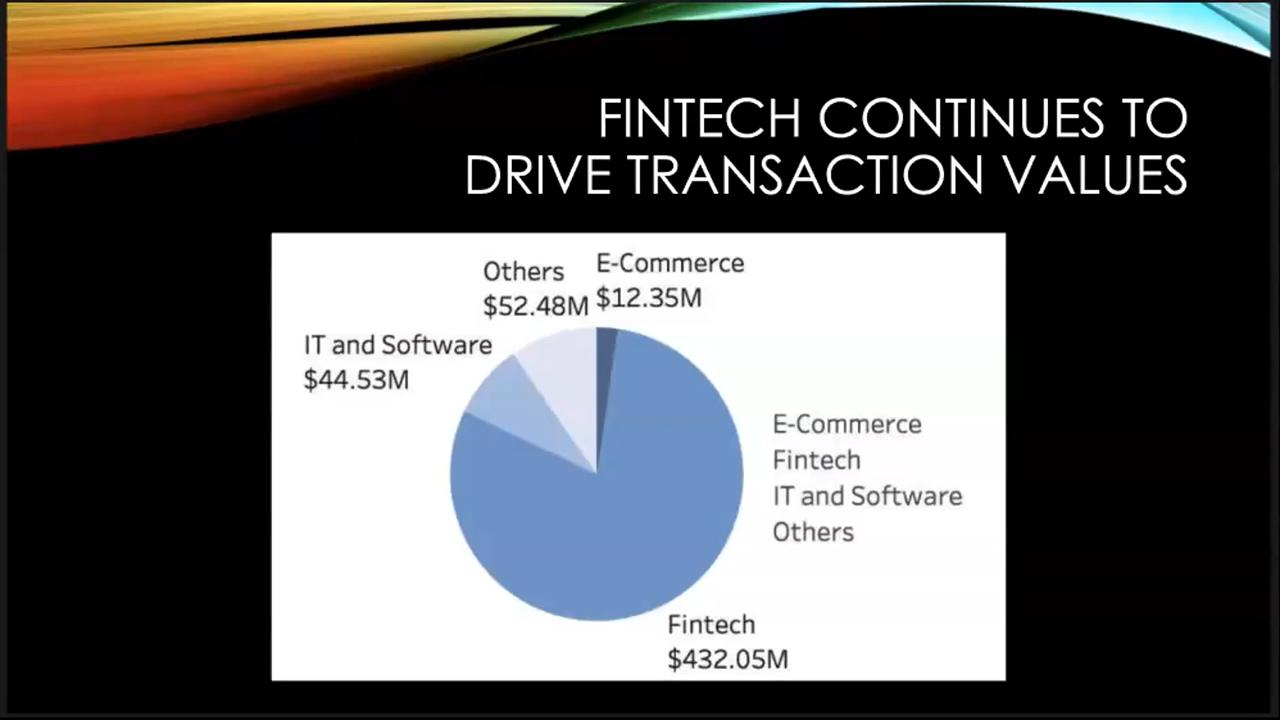 FINTECH CONTINUES TO
DRIVE TRANSACTION VALUES
Others
$52.48M
E-Commerce
$12.35M
IT and Software
$44.53M
E-Commerce
Fintech
IT and Software
Others
Fintech
$432.05M